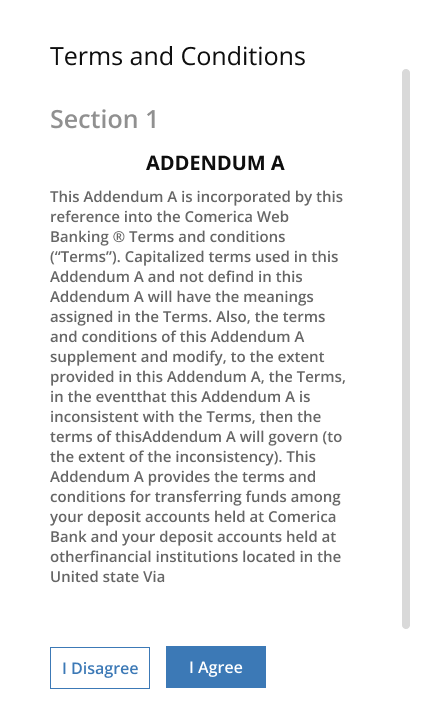 Terms and Conditions
Section 1
ADDENDUM A
This Addendum A is incorporated by this
reference into the Comerica Web
Banking ® Terms and conditions
(“Terms”). Capitalized terms used in this
Addendum A and not defind in this
Addendum A will have the meanings
assigned in the Terms. Also, the terms
and conditions of this Addendum A
supplement and modify, to the extent
provided in this Addendum A, the Terms,
in the eventthat this Addendum A is
inconsistent with the Terms, then the
terms of thisAddendum A will govern (to
the extent of the inconsistency). This
Addendum A provides the terms and
conditions for transferring funds among
your deposit accounts held at Comerica
Bank and your deposit accounts held at
otherfinancial institutions located in the
United state Via
I Disagree
I Agree